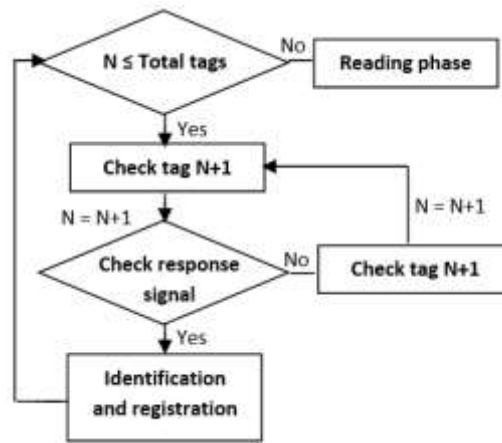 N ≤ Total tags
No
Reading phase
Yes
Check tag N+1
N = N+1
N = N+1
Check response
signal
No
Check tag N+1
Yes
Identification
and registration